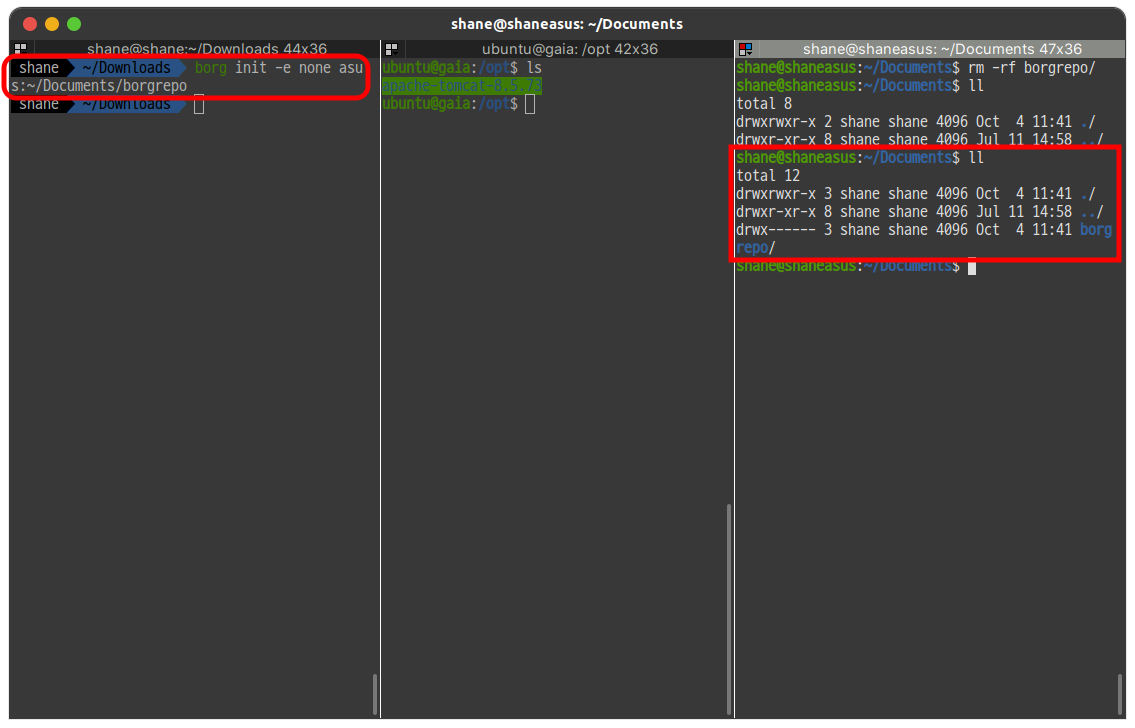 shane@shaneasus: ~/Documents
shane@shane:~/Downloads 44x36
shane ~/Downloads borg init -e none asu
s:~/Documents/borgrepo
shane ~/Downloads
ubuntu@gaia: /opt 42x36
ubuntu@gaia:/opt$ ls
apache-tomcat-8.5.73
ubuntu@gaia:/opt$
shane@shaneasus: ~/Documents 47x36
shane@shaneasus:~/Documents$ rm -rf borgrepo/
shane@shaneasus:~/Documents$ ll
total 8
drwxrwxr-x 2 shane shane 4096 Oct  4 11:41 ./
drwxr-xr-x 8 shane shane 4096 Jul 11 14:58 ../
shane@shaneasus:~/Documents$ ll
total 12
drwxrwxr-x 3 shane shane 4096 Oct  4 11:41 ./
drwxr-xr-x 8 shane shane 4096 Jul 11 14:58 ../
drwx------ 3 shane shane 4096 Oct  4 11:41 borg
repo/
shane@shaneasus:~/Documents$